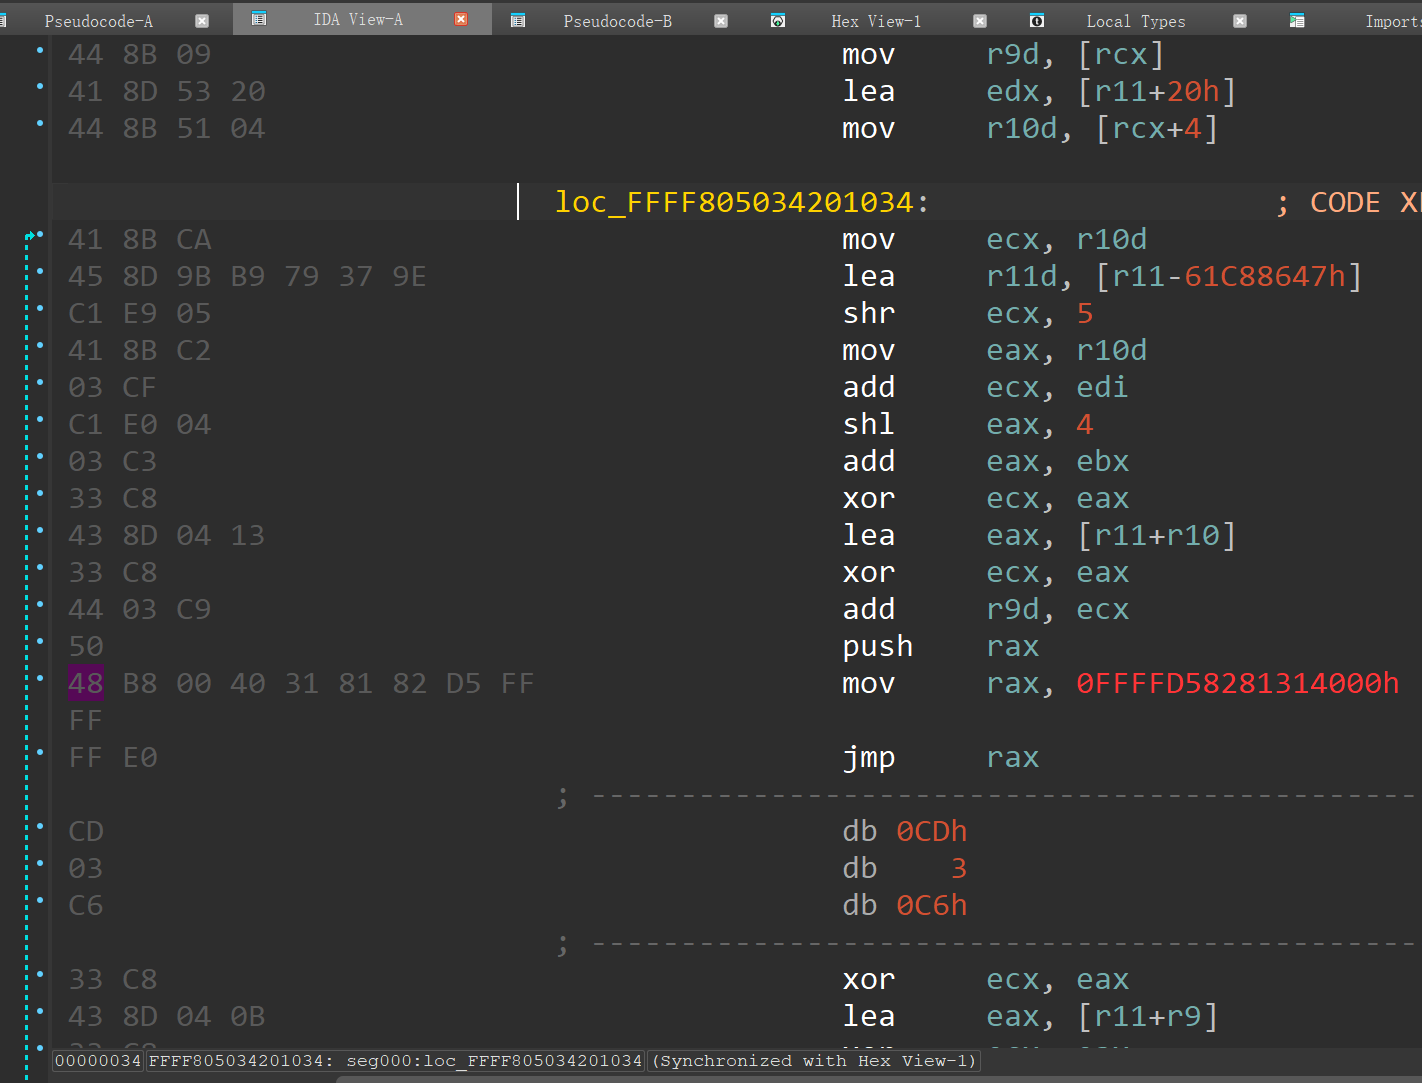 Pseudocode-A IDA View-A Pseudocode-B Hex View-1 Local Types
44 8B 09 mov r9d, [rcx]
41 8D 53 20 lea edx, [r11+20h]
44 8B 51 04 mov r10d, [rcx+4]
loc_FFFF805034201034: ; CODE
41 8B CA mov ecx, r10d
45 8D 9B B9 79 37 9E lea r11d, [r11-61C88647h]
C1 E9 05 shr ecx, 5
41 8B C2 mov eax, r10d
03 CF add ecx, edi
C1 E0 04 shl eax, 4
03 C3 add eax, ebx
33 C8 xor ecx, eax
43 8D 04 13 lea eax, [r11+r10]
33 C8 xor ecx, eax
44 03 C9 add r9d, ecx
50 push rax
48 B8 00 40 31 81 82 D5 FF mov rax, 0FFFFD58281314000h
FF
FF E0 jmp rax
; ----------------------------------------------
CD db 0CDh
03 db 3
C6 db 0C6h
; ----------------------------------------------
33 C8 xor ecx, eax
43 8D 04 0B lea eax, [r11+r9]
00000034 FFFF805034201034: seg000:loc_FFFF805034201034 (Synchronized with Hex View-1)